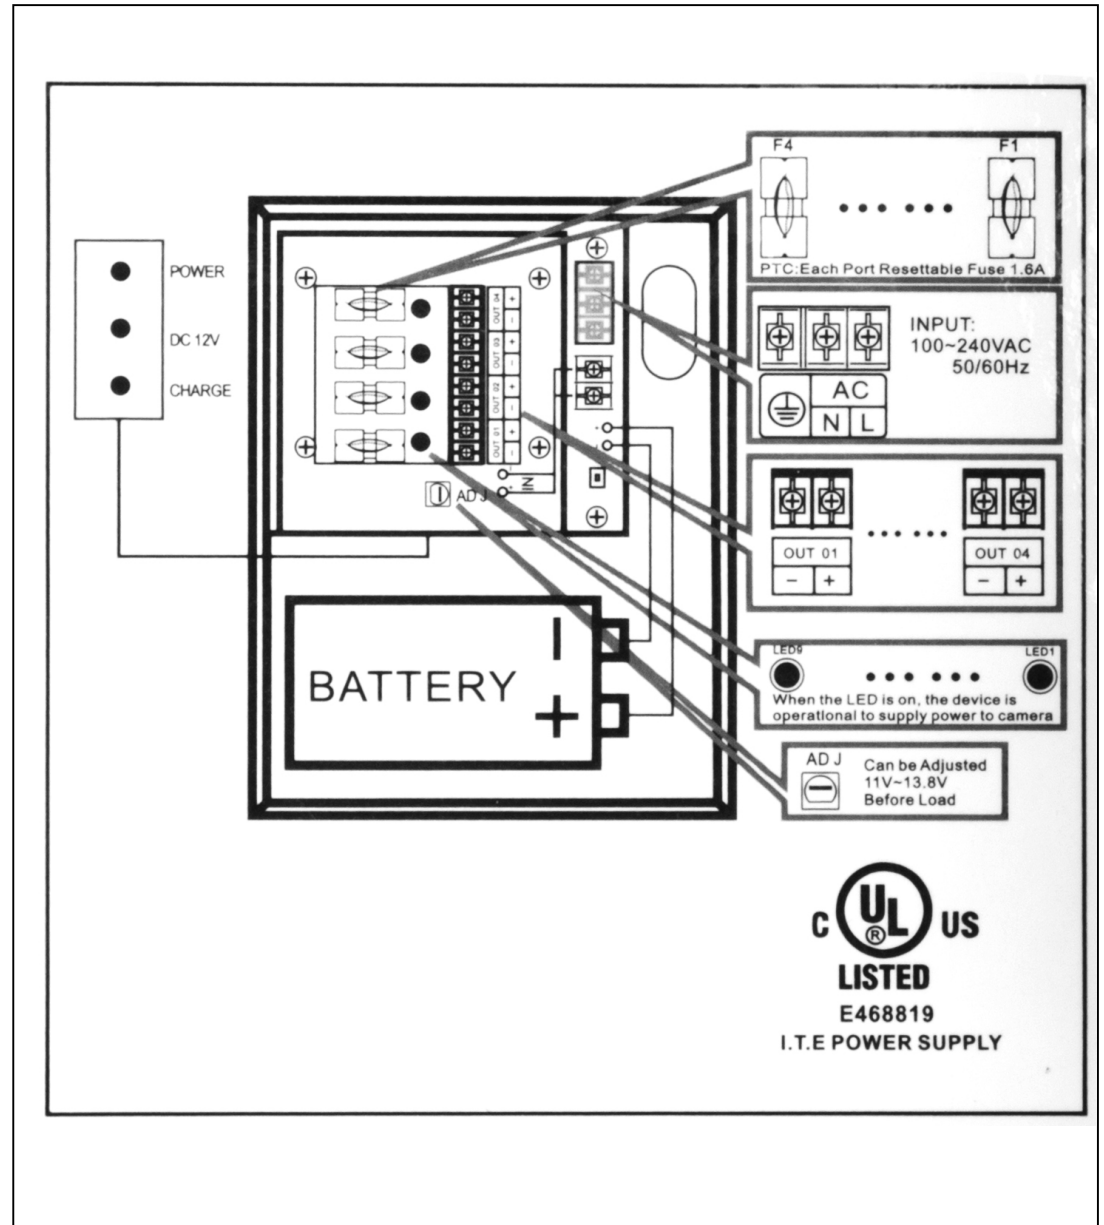 F4 F1
PTC:Each Port Resettable Fuse 1.6A
POWER
DC 12V
CHARGE
OUT 04 + -
OUT 03 + -
OUT 02 + -
OUT 01 + -
IN - +
ADJ
INPUT:
100~240VAC
50/60Hz
AC
N L
OUT 01 OUT 04
− + − +
BATTERY
−
+
LED9 LED1
When the LED is on, the device is
operational to supply power to camera
ADJ
Can be Adjusted
11V~13.8V
Before Load
C UL US
®
LISTED
E468819
I.T.E POWER SUPPLY